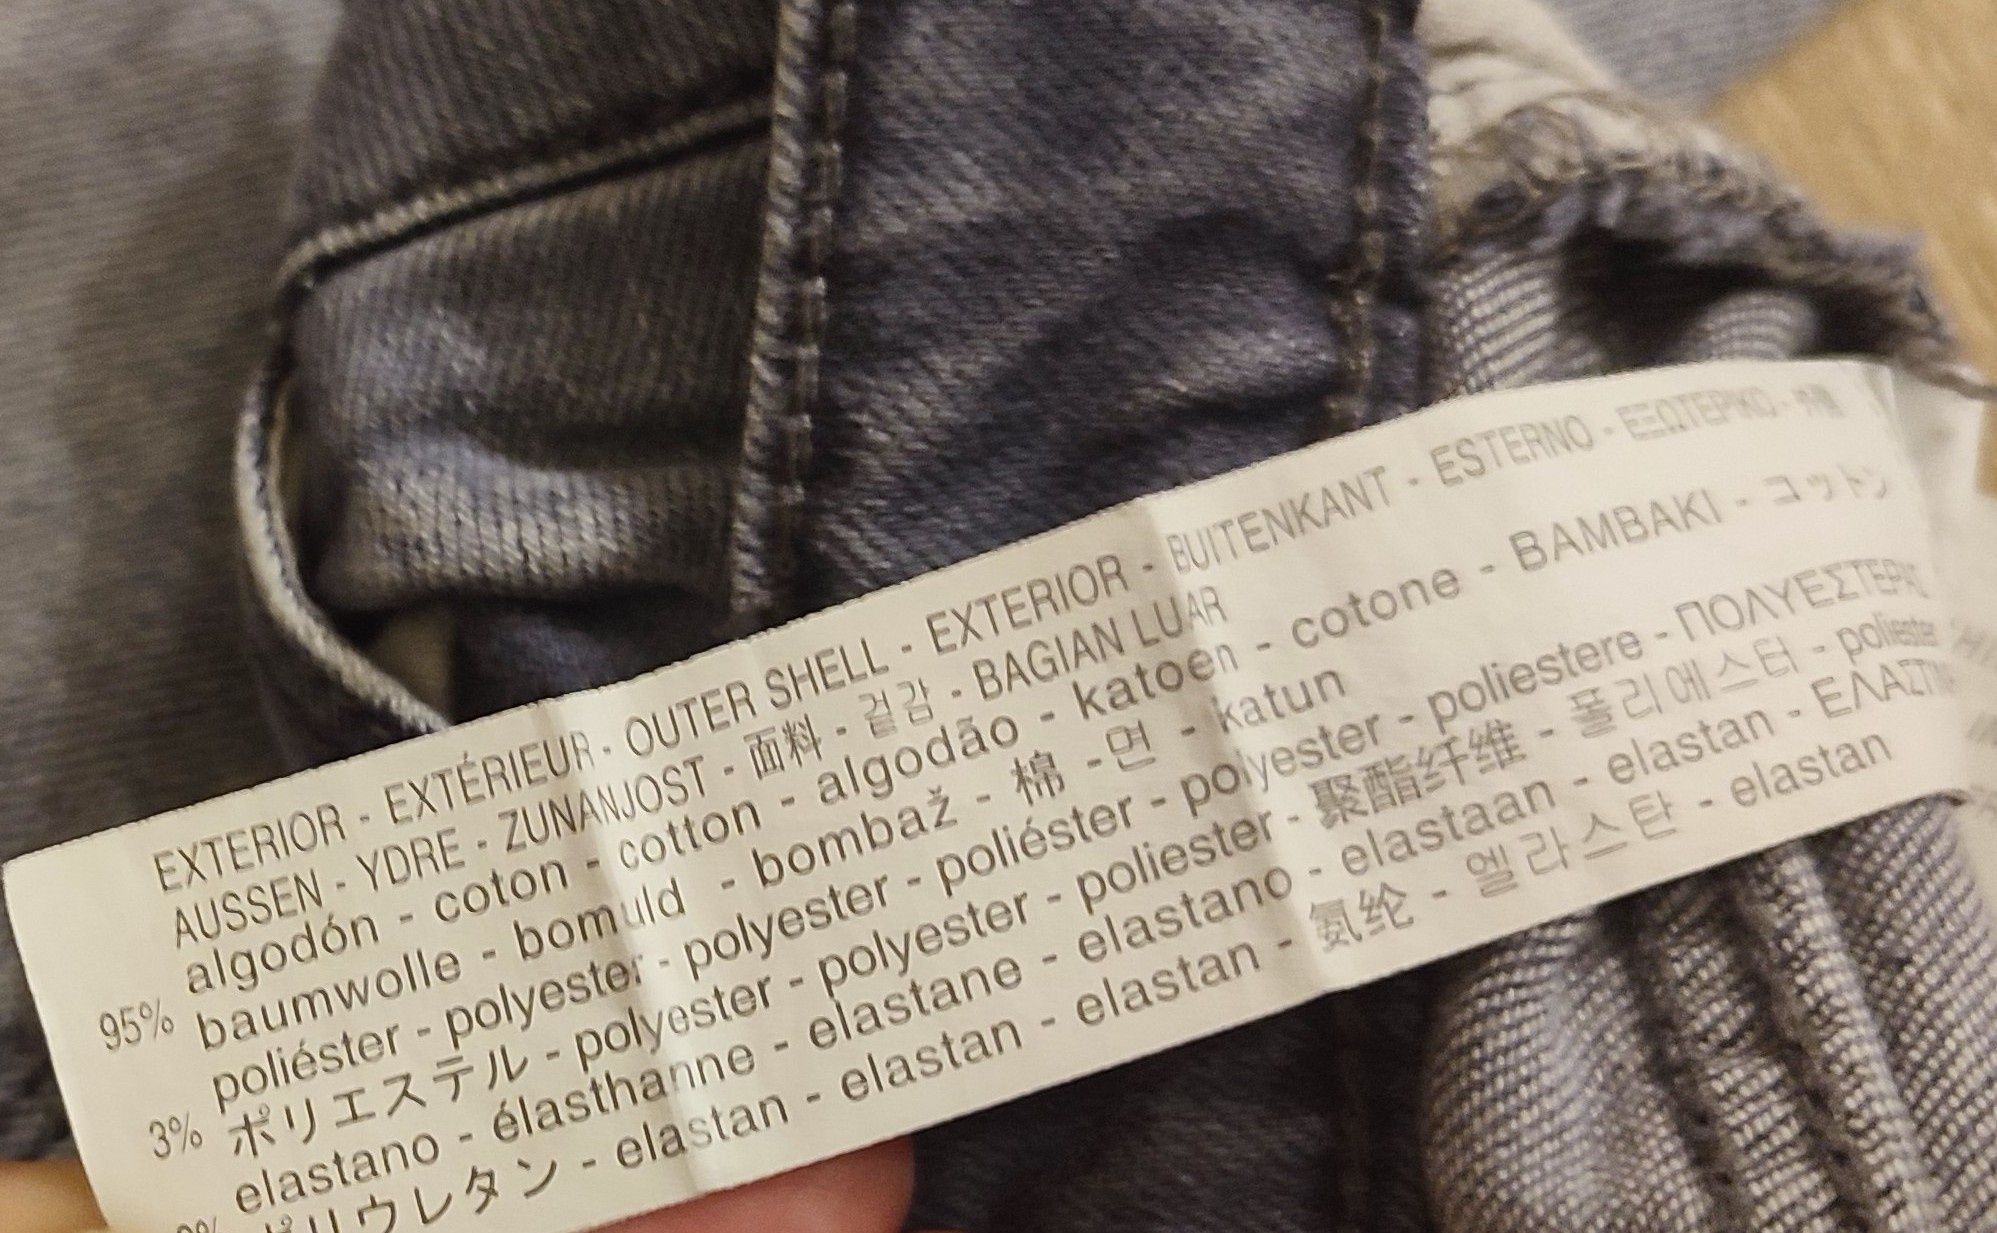 EXTERIOR - EXTÉRIEUR - OUTER SHELL - EXTERIOR - BUITENKANT - ESTERNO - ΕΞΩΤΕΡΙΚΟ -
AUSSEN - YDRE - ZUNANJOST - 面料 - 겉감 - BAGIAN LUAR
algodón - coton - cotton - algodão - katoen - cotone - BAMBAKI - コットン
95% baumwolle - bomuld - bombaž - 棉 - 면 - katun
poliéster - polyester - polyester - poliéster - polyester - poliestere - ΠΟΛΥΕΣΤΕΡΑΣ
3% ポリエステル - polyester - polyester - poliester - 聚酯纤维 - 폴리에스터 - poliester
elastano - élasthanne - elastane - elastano - elastaan - elastan -
ポリウレタン - elastan - elastan - elastan - 氨纶 - 엘라스탄 - elastan